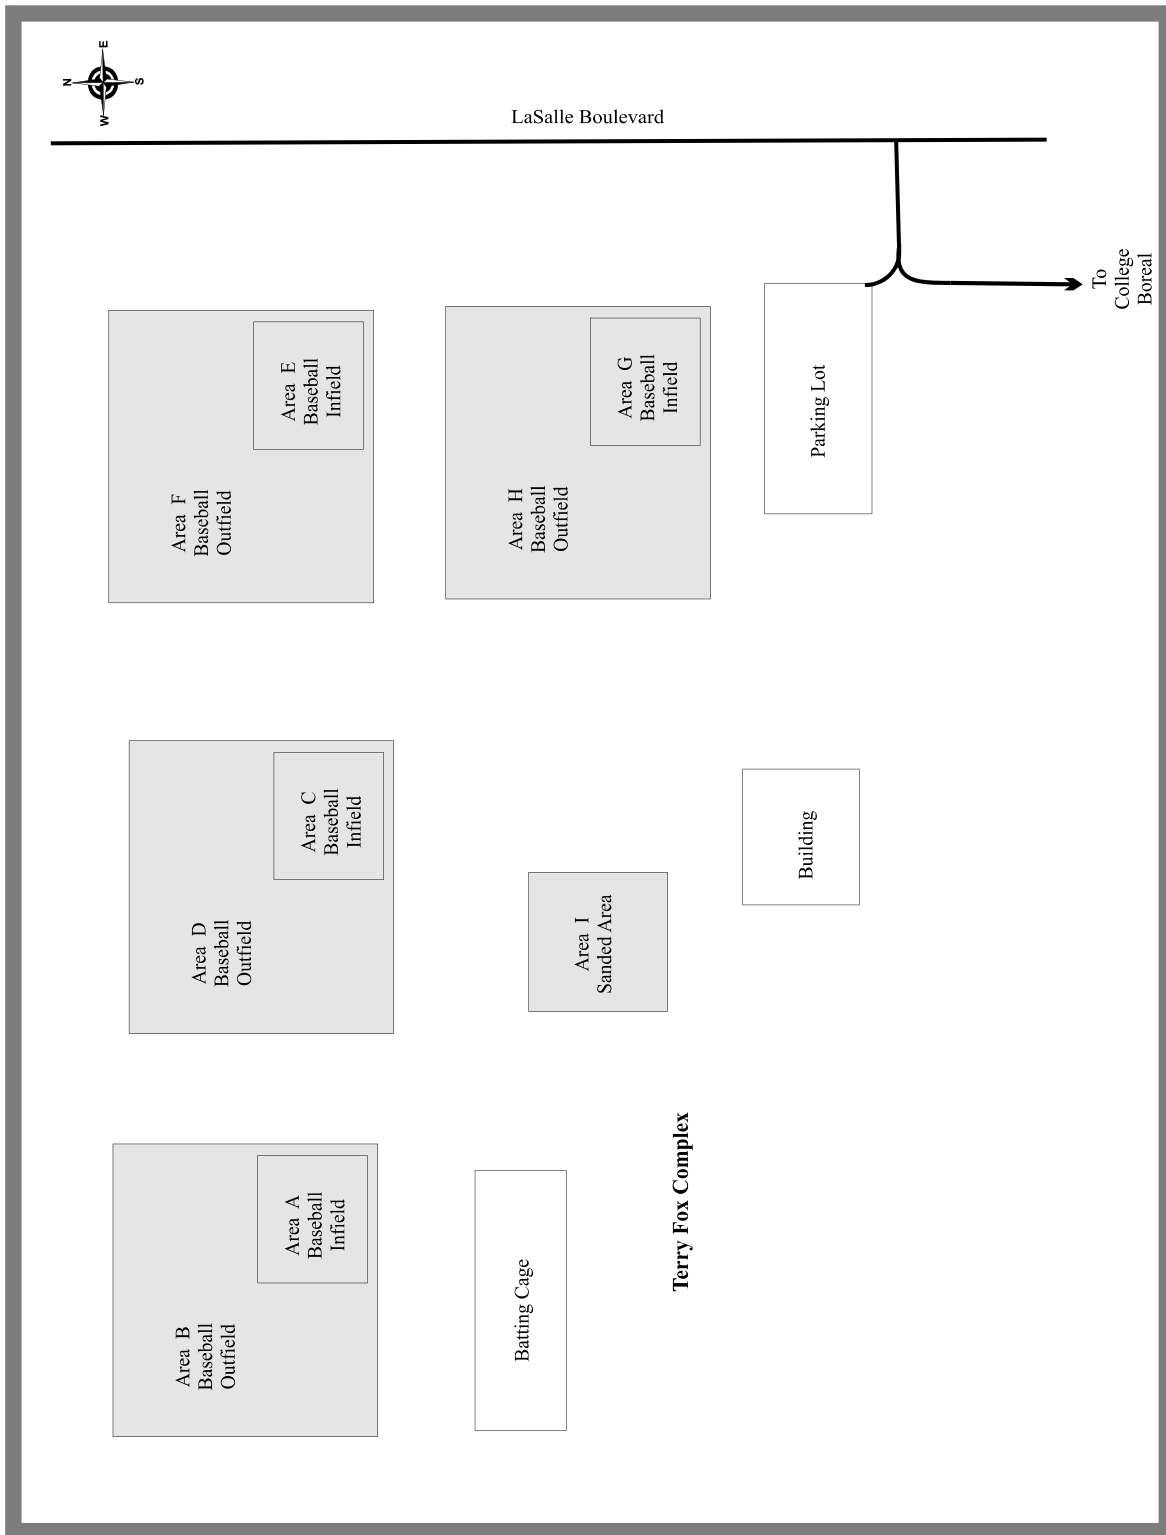 N
E
S
W
LaSalle Boulevard
To
College
Boreal
Area E
Baseball
Infield
Area F
Baseball
Outfield
Area G
Baseball
Infield
Area H
Baseball
Outfield
Parking Lot
Area C
Baseball
Infield
Area D
Baseball
Outfield
Area I
Sanded Area
Building
Area A
Baseball
Infield
Area B
Baseball
Outfield
Batting Cage
Terry Fox Complex